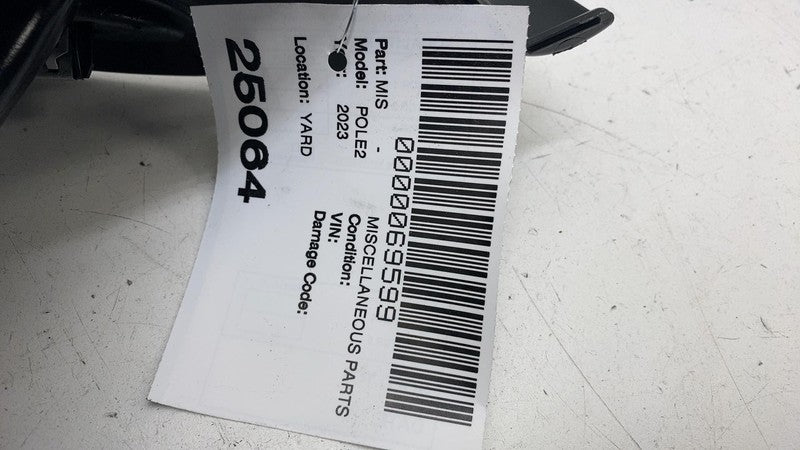 0000069599
Part: MIS - MISCELLANEOUS PARTS
Model: POLE2 Condition:
2023 VIN:
Damage Code:
Location: YARD
25064